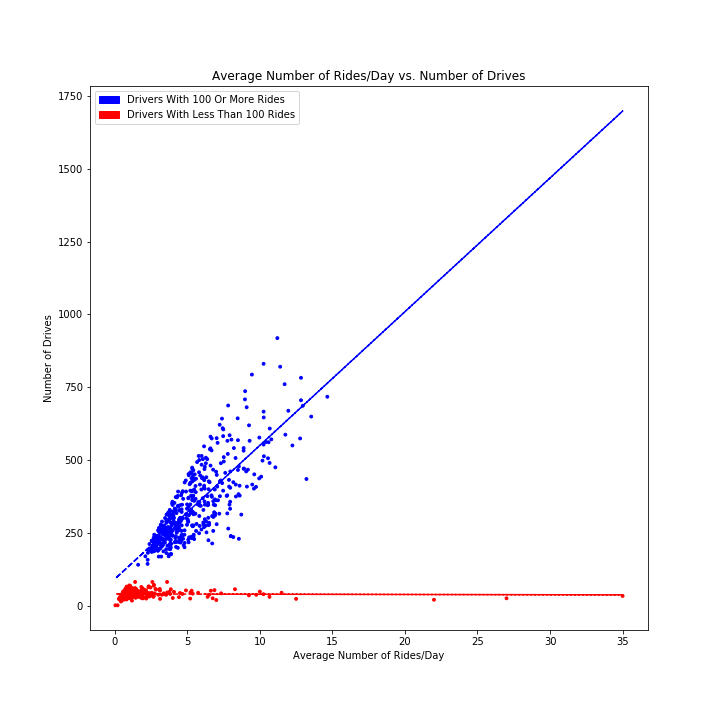 Average Number of Rides/Day vs. Number of Drives
1750
Drivers With 100 Or More Rides
Drivers With Less Than 100 Rides
1500
1250
1000
Number of Drives
750
500
250
0
0 5 10 15 20 25 30 35
Average Number of Rides/Day